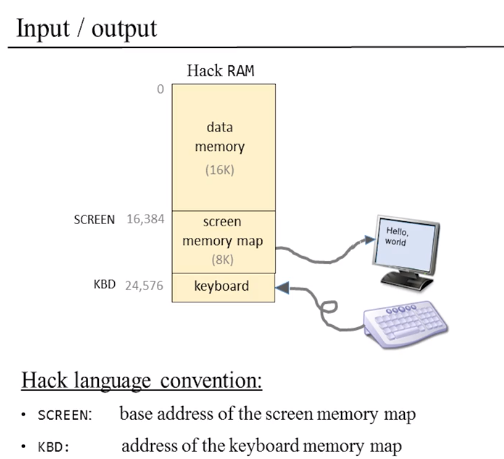 Input / output
Hack RAM
0
data
memory
(16K)
SCREEN 16,384
screen
memory map
(8K)
Hello,
world
KBD 24,576
keyboard
Hack language convention:
• SCREEN: base address of the screen memory map
• KBD: address of the keyboard memory map